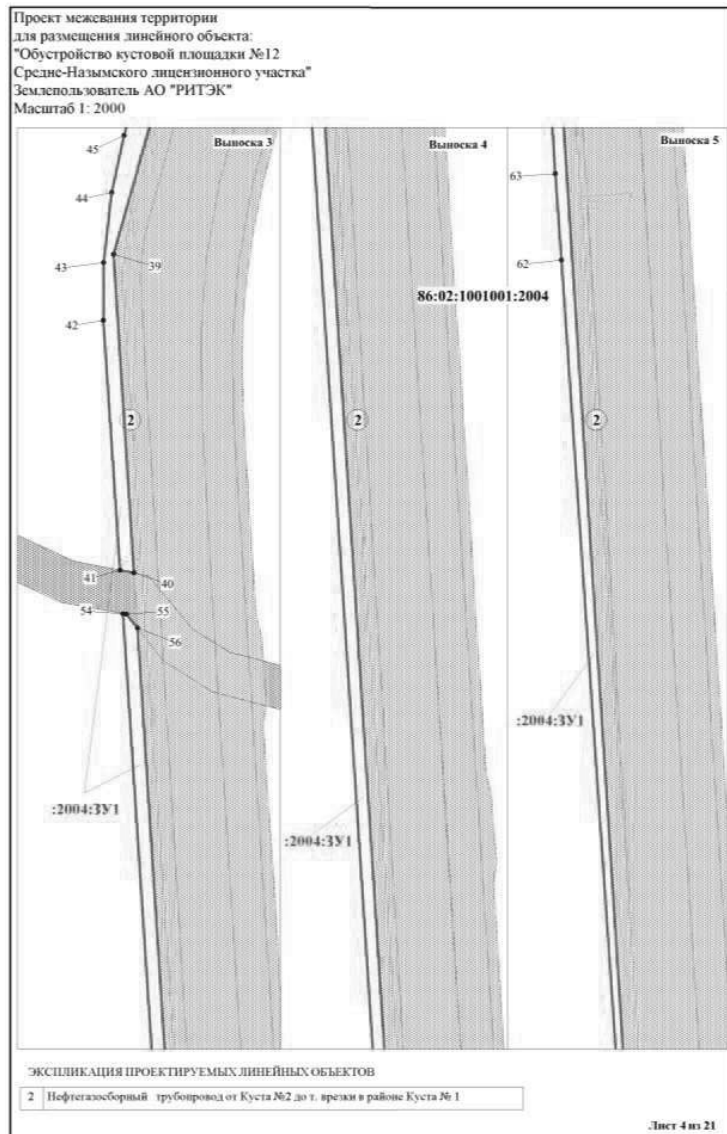 Проект межевания территории
для размещения линейного объекта:
"Обустройство кустовой площадки №12
Средне-Назымского лицензионного участка"
Землепользователь АО "РИТЭК"
Масштаб 1: 2000
Выноска 3
Выноска 4
Выноска 5
45
44
43
39
42
63
62
86:02:1001001:2004
2
2
2
41
40
54
55
56
:2004:ЗУ1
:2004:ЗУ1
:2004:ЗУ1
ЭКСПЛИКАЦИЯ ПРОЕКТИРУЕМЫХ ЛИНЕЙНЫХ ОБЪЕКТОВ
2 Нефтегазосборный трубопровод от Куста №2 до т. врезки в районе Куста № 1
Лист 4 из 21